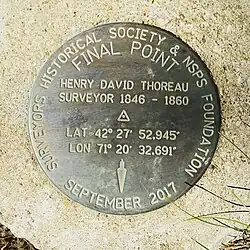 SURVEYORS HISTORICAL SOCIETY & NSPS FOUNDATION
FINAL POINT
HENRY DAVID THOREAU
SURVEYOR 1846 - 1860
LAT 42° 27' 52.945"
LON 71° 20' 32.691"
SEPTEMBER 2017